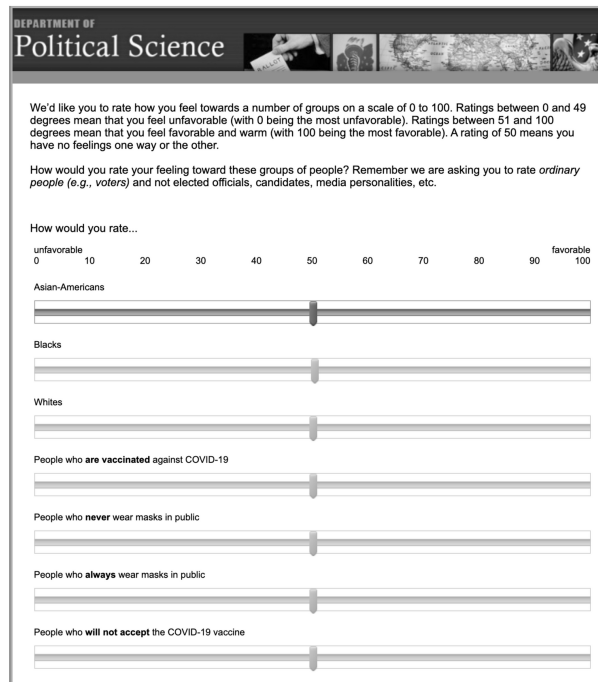 DEPARTMENT OF
Political Science
BALLOT
We'd like you to rate how you feel towards a number of groups on a scale of 0 to 100. Ratings between 0 and 49
degrees mean that you feel unfavorable (with 0 being the most unfavorable). Ratings between 51 and 100
degrees mean that you feel favorable and warm (with 100 being the most favorable). A rating of 50 means you
have no feelings one way or the other.
How would you rate your feeling toward these groups of people? Remember we are asking you to rate ordinary
people (e.g., voters) and not elected officials, candidates, media personalities, etc.
How would you rate...
unfavorable favorable
0 10 20 30 40 50 60 70 80 90 100
Asian-Americans
Blacks
Whites
People who are vaccinated against COVID-19
People who never wear masks in public
People who always wear masks in public
People who will not accept the COVID-19 vaccine